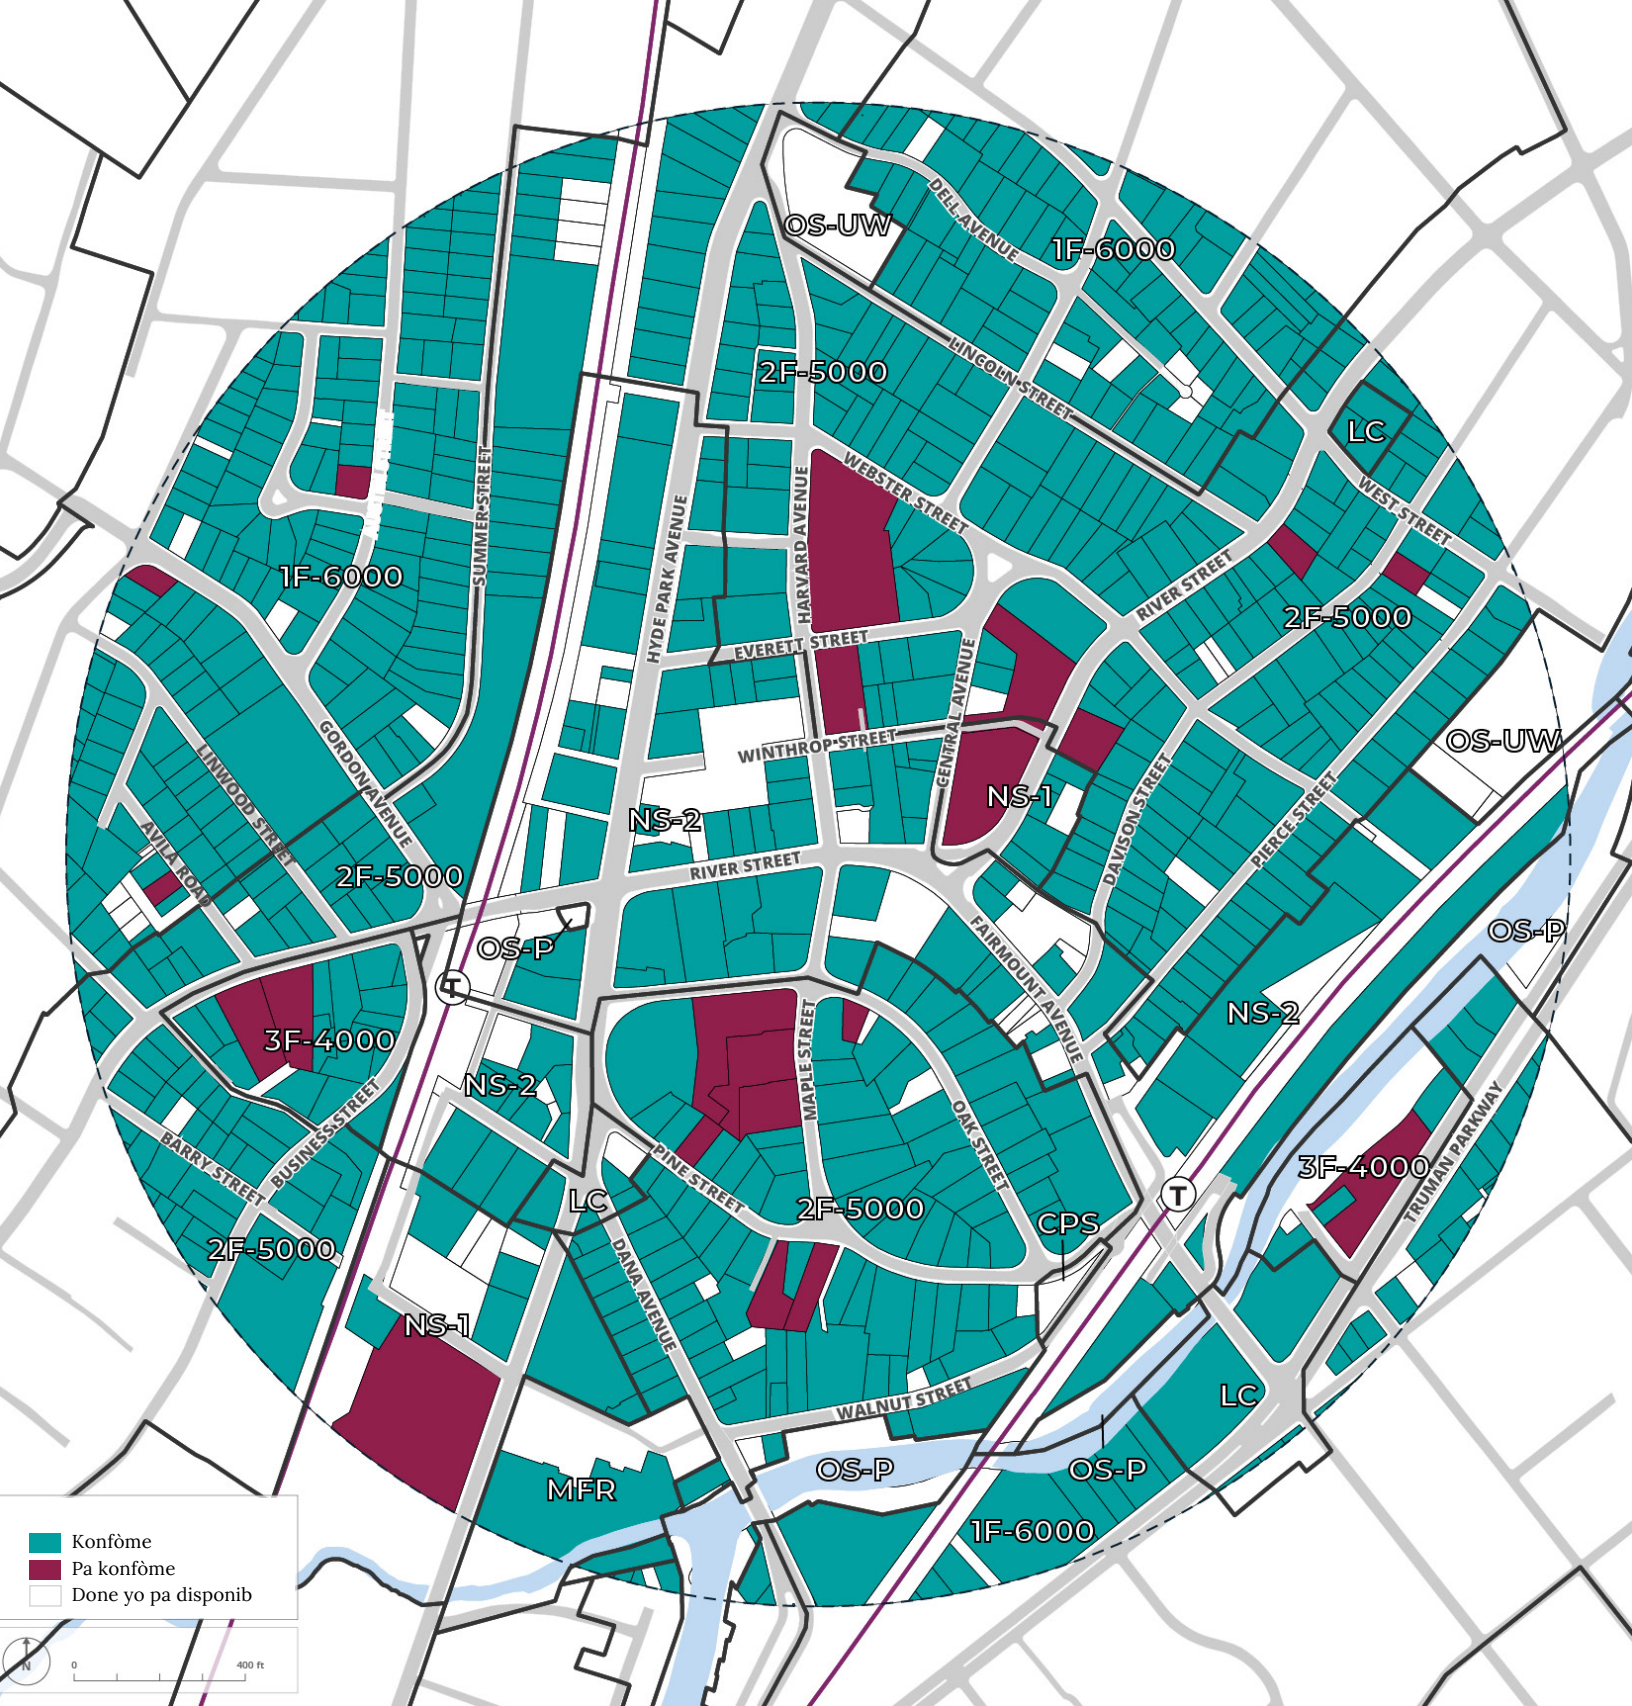 OS-UW
DELL AVENUE
1F-6000
2F-5000
LINCOLN STREET
LC
WEBSTER STREET
WEST STREET
SUMMER STREET
HYDE PARK AVENUE
HARVARD AVENUE
1F-6000
RIVER STREET
2F-5000
EVERETT STREET
CENTRAL AVENUE
WINTHROP STREET
OS-UW
GORDON AVENUE
LINWOOD STREET
NS-1
NS-2
DAVISON STREET
PIERCE STREET
AVILA ROAD
2F-5000
RIVER STREET
OS-P
FAIRMOUNT AVENUE
OS-P
T
NS-2
3F-4000
MAPLE STREET
NS-2
OAK STREET
BUSINESS STREET
BARRY STREET
PINE STREET
3F-4000
TRUMAN PARKWAY
LC
2F-5000
T
CPS
2F-5000
DANA AVENUE
NS-1
WALNUT STREET
LC
MFR
OS-P
OS-P
1F-6000
Konfòme
Pa konfòme
Done yo pa disponib
N
0
400 ft